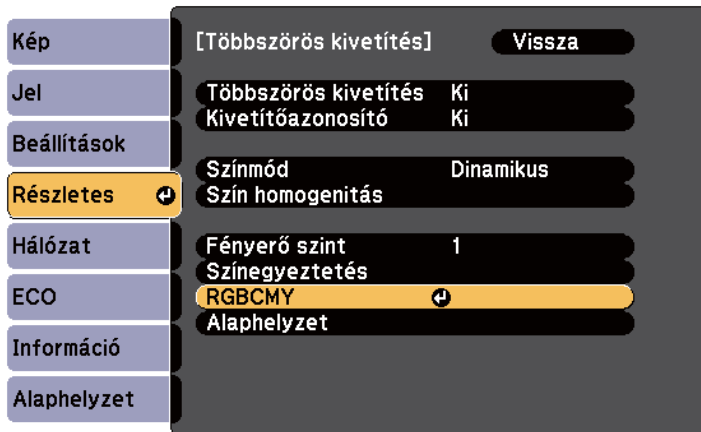 Kép
Jel
Beállítások
Részletes
Hálózat
ECO
Információ
Alaphelyzet
[Többszörös kivetítés] Vissza
Többszörös kivetítés Ki
Kivetítőazonosító Ki
Színmód Dinamikus
Szín homogenitás
Fényerő szint 1
Színegyeztetés
RGBCMY
Alaphelyzet